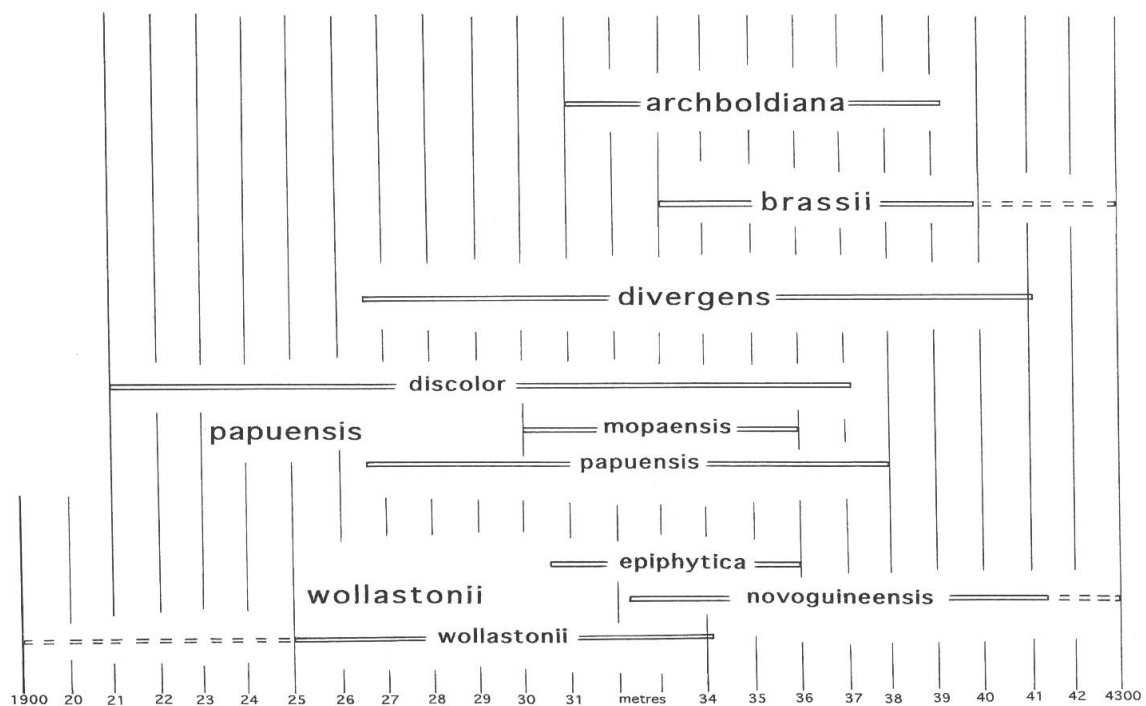 archboldiana
brassii
divergens
discolor
papuensis
mopaensis
papuensis
epiphytica
wollastonii
novoguineensis
wollastonii
1900 20 21 22 23 24 25 26 27 28 29 30 31 metres 34 35 36 37 38 39 40 41 42 4300